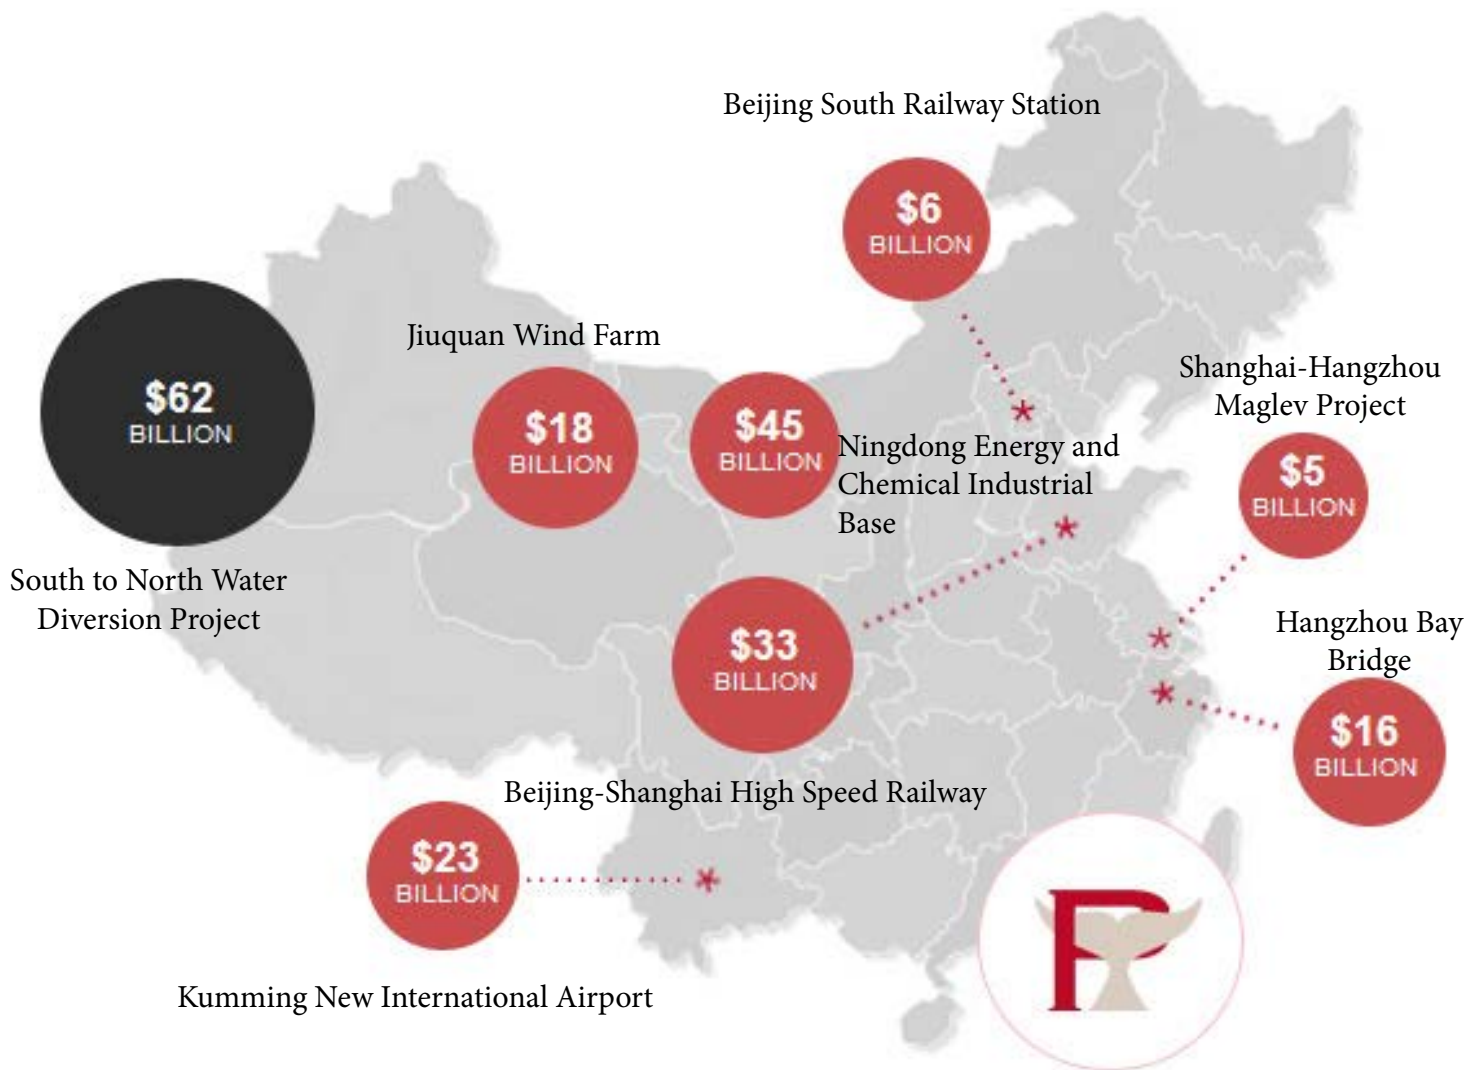 Beijing South Railway Station
$6
BILLION
Jiuquan Wind Farm
Shanghai-Hangzhou
Maglev Project
$62
BILLION
$18
BILLION
$45
BILLION
Ningdong Energy and
Chemical Industrial
Base
$5
BILLION
South to North Water
Diversion Project
$33
BILLION
Hangzhou Bay
Bridge
$16
BILLION
Beijing-Shanghai High Speed Railway
$23
BILLION
Kumming New International Airport
P